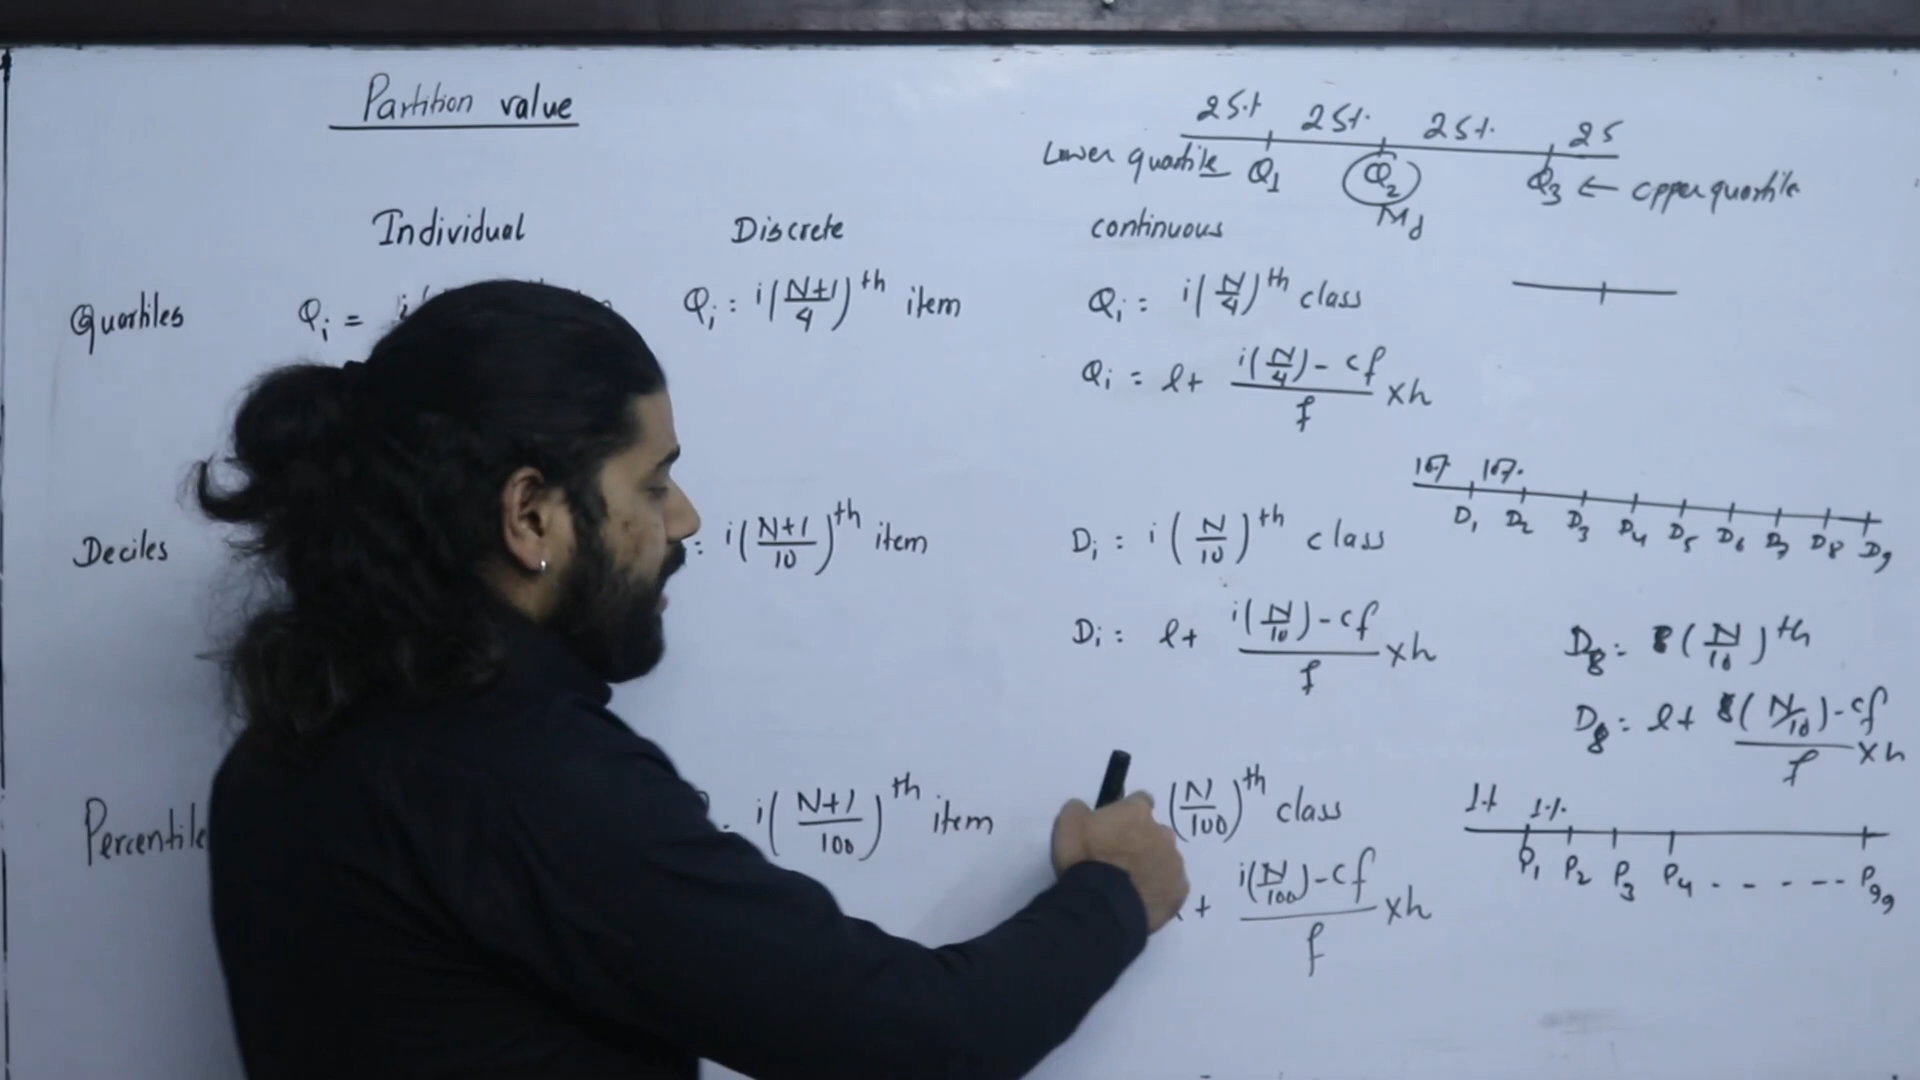 Partition value
25% 25% 25% 25
Lower quartile Q₁ Q₂ Q₃ ← upper quartile
Md
Individual Discrete continuous
Quartiles Qᵢ = i( Qᵢ : i(N+1/4)ᵗʰ item Qᵢ : i(N/4)ᵗʰ class
Qᵢ = l+ i(N/4) - cf/f ×h
10% 10%
D₁ D₂ D₃ D₄ D₅ D₆ D₇ D₈ D₉
Deciles : i(N+1/10)ᵗʰ item Dᵢ : i(N/10)ᵗʰ class
Dᵢ : l+ i(N/10) - cf/f ×h
D₈ : 8(N/10)ᵗʰ
D₈ : l+ 8(N/10) - cf/f ×h
Percentile : i(N+1/100)ᵗʰ item (N/100)ᵗʰ class
+ i(N/100) - cf/f ×h
1% 1%
P₁ P₂ P₃ P₄ - - - - - - P₉₉